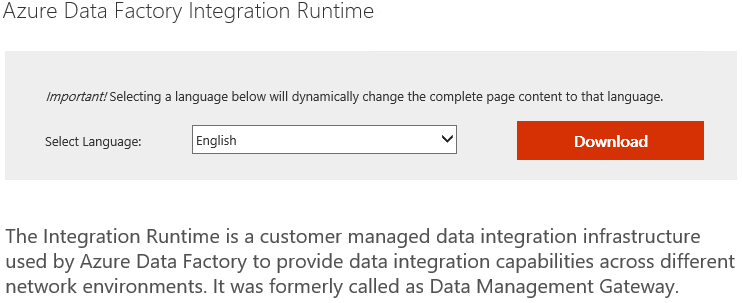 Azure Data Factory Integration Runtime
Important! Selecting a language below will dynamically change the complete page content to that language.
Select Language:
English
Download
The Integration Runtime is a customer managed data integration infrastructure
used by Azure Data Factory to provide data integration capabilities across different
network environments. It was formerly called as Data Management Gateway.